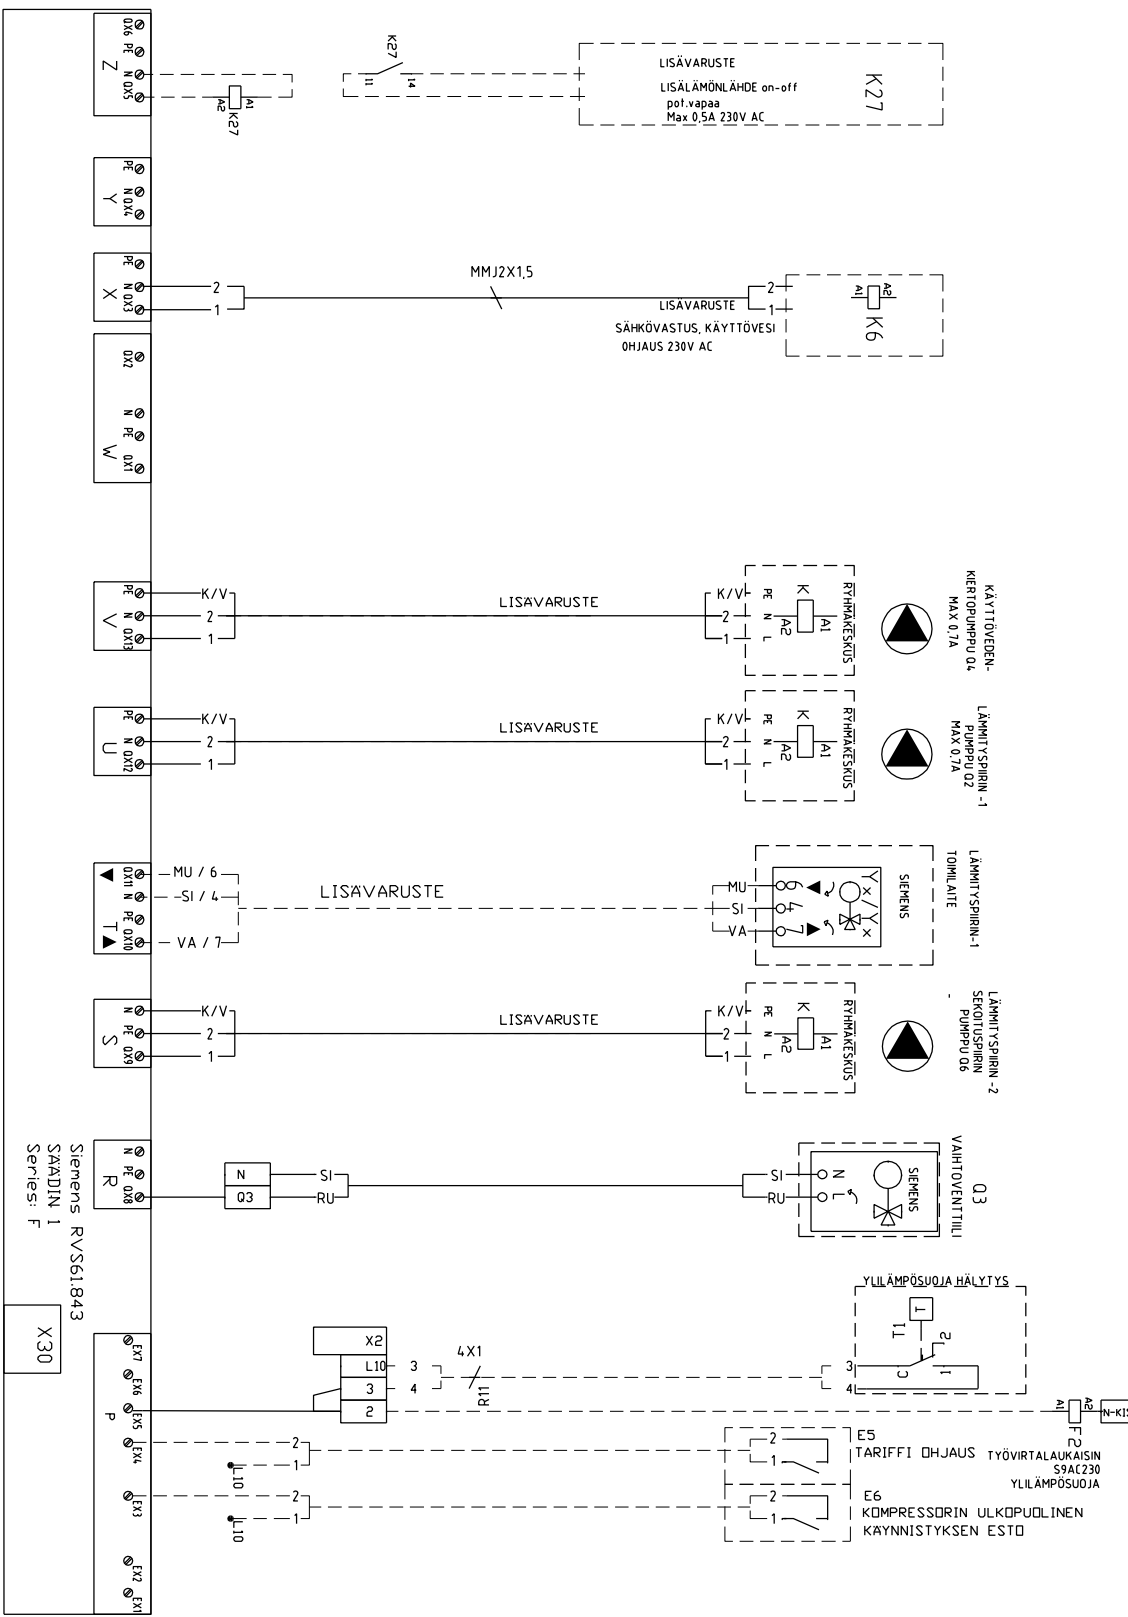 QX6
PE
N
QX5
Z
A1
A2
K27
K27
11
14
LISÄVARUSTE
LISÄLÄMÖNLÄHDE on-off
pot.vapaa
Max 0,5A 230V AC
K27
PE
N
QX4
Y
PE
N
QX3
X
2
1
MMJ2X1,5
LISÄVARUSTE
SÄHKÖVASTUS, KÄYTTÖVESI
OHJAUS 230V AC
2
1
A2
A1
K6
QX2
N
PE
QX1
W
PE
N
QX13
V
K/V
2
1
LISÄVARUSTE
K/V
2
1
PE
N
L
K
A1
A2
RYHMÄKESKUS
KÄYTTÖVEDEN-
KIERTOPUMPPU Q4
MAX 0,7A
PE
N
QX12
U
K/V
2
1
LISÄVARUSTE
K/V
2
1
PE
N
L
K
A1
A2
RYHMÄKESKUS
LÄMMITYSPIIRIN -1
PUMPPU Q2
MAX 0,7A
QX11
N
PE
QX10
T
MU / 6
SI / 4
VA / 7
LISÄVARUSTE
MU
SI
VA
6
4
7
Y×/Y×
SIEMENS
LÄMMITYSPIIRIN-1
TOIMILAITE
N
PE
QX9
S
K/V
2
1
LISÄVARUSTE
K/V
2
1
PE
N
L
K
A1
A2
RYHMÄKESKUS
LÄMMITYSPIIRIN -2
SEKOITUSPIIRIN
PUMPPU Q6
-
N
PE
QX8
R
N
Q3
SI
RU
SI
RU
N
L
SIEMENS
VAIHTOVENTTIILI
Q3
Siemens RVS61.843
SÄÄDIN 1
Series: F
X30
YLILÄMPÖSUOJA HÄLYTYS
T
T1
2
C
1
3
4
X2
L10
3
2
3
4
4X1
R11
EX7
EX6
EX5
EX4
EX3
EX2
EX1
P
A1
A2
F2
TYÖVIRTALAUKAISIN
S9AC230
YLILÄMPÖSUOJA
2
1
L10
2
1
E5
TARIFFI OHJAUS
2
1
L10
2
1
E6
KOMPRESSORIN ULKOPUOLINEN
KÄYNNISTYKSEN ESTO